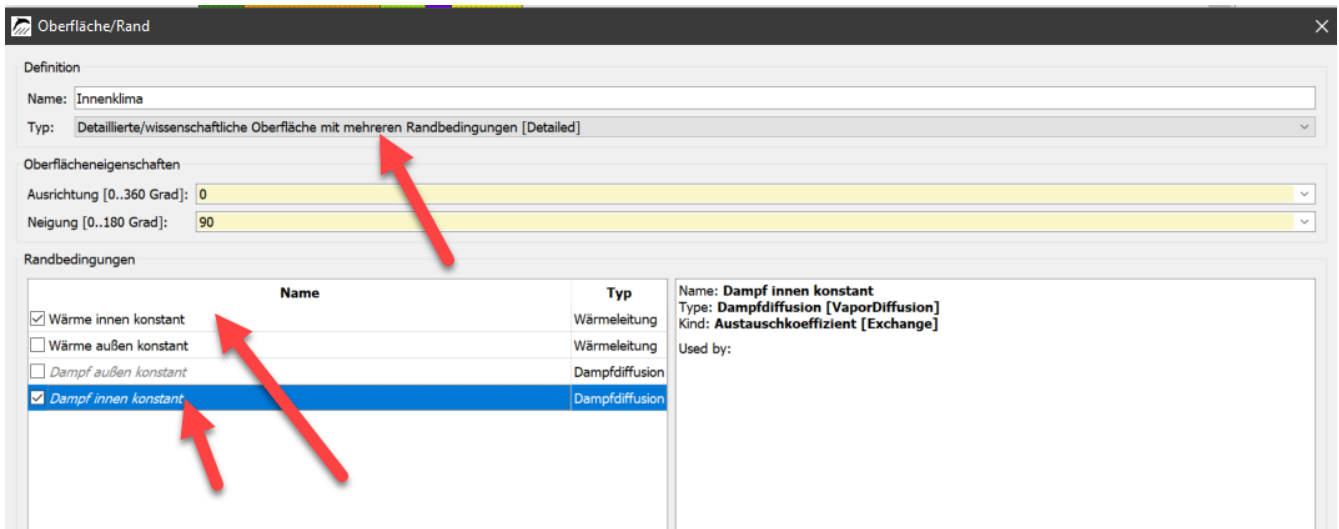 Oberfläche/Rand
Definition
Name: Innenklima
Typ: Detaillierte/wissenschaftliche Oberfläche mit mehreren Randbedingungen [Detailed]
Oberflächeneigenschaften
Ausrichtung [0..360 Grad]: 0
Neigung [0..180 Grad]: 90
Randbedingungen
Name Typ
Wärme innen konstant Wärmeleitung
Wärme außen konstant Wärmeleitung
Dampf außen konstant Dampfdiffusion
Dampf innen konstant Dampfdiffusion
Name: Dampf innen konstant
Type: Dampfdiffusion [VaporDiffusion]
Kind: Austauschkoeffizient [Exchange]
Used by: